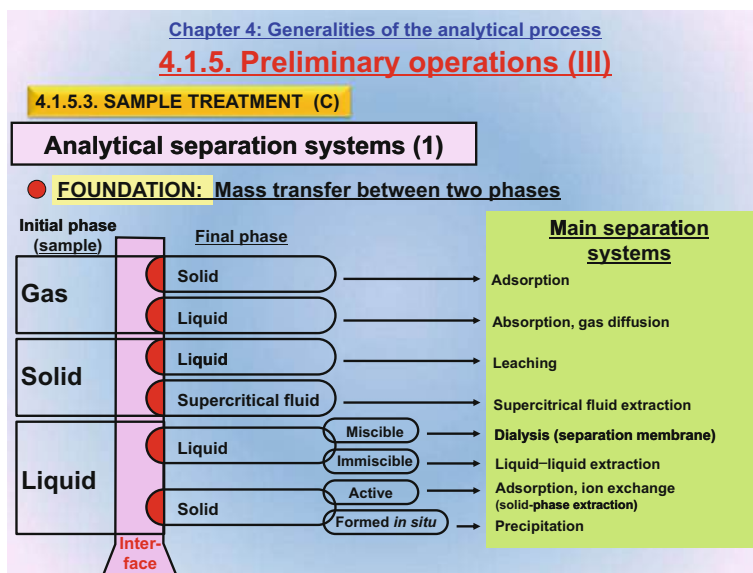 Chapter 4: Generalities of the analytical process
4.1.5. Preliminary operations (III)
4.1.5.3. SAMPLE TREATMENT (C)
Analytical separation systems (1)
FOUNDATION: Mass transfer between two phases
Initial phase
(sample)
Final phase
Main separation
systems
Gas
Solid
Adsorption
Liquid
Absorption, gas diffusion
Solid
Liquid
Leaching
Supercritical fluid
Supercitrical fluid extraction
Liquid
Liquid
Miscible
Dialysis (separation membrane)
Immiscible
Liquid–liquid extraction
Solid
Active
Adsorption, ion exchange
(solid-phase extraction)
Formed in situ
Precipitation
Inter-
face